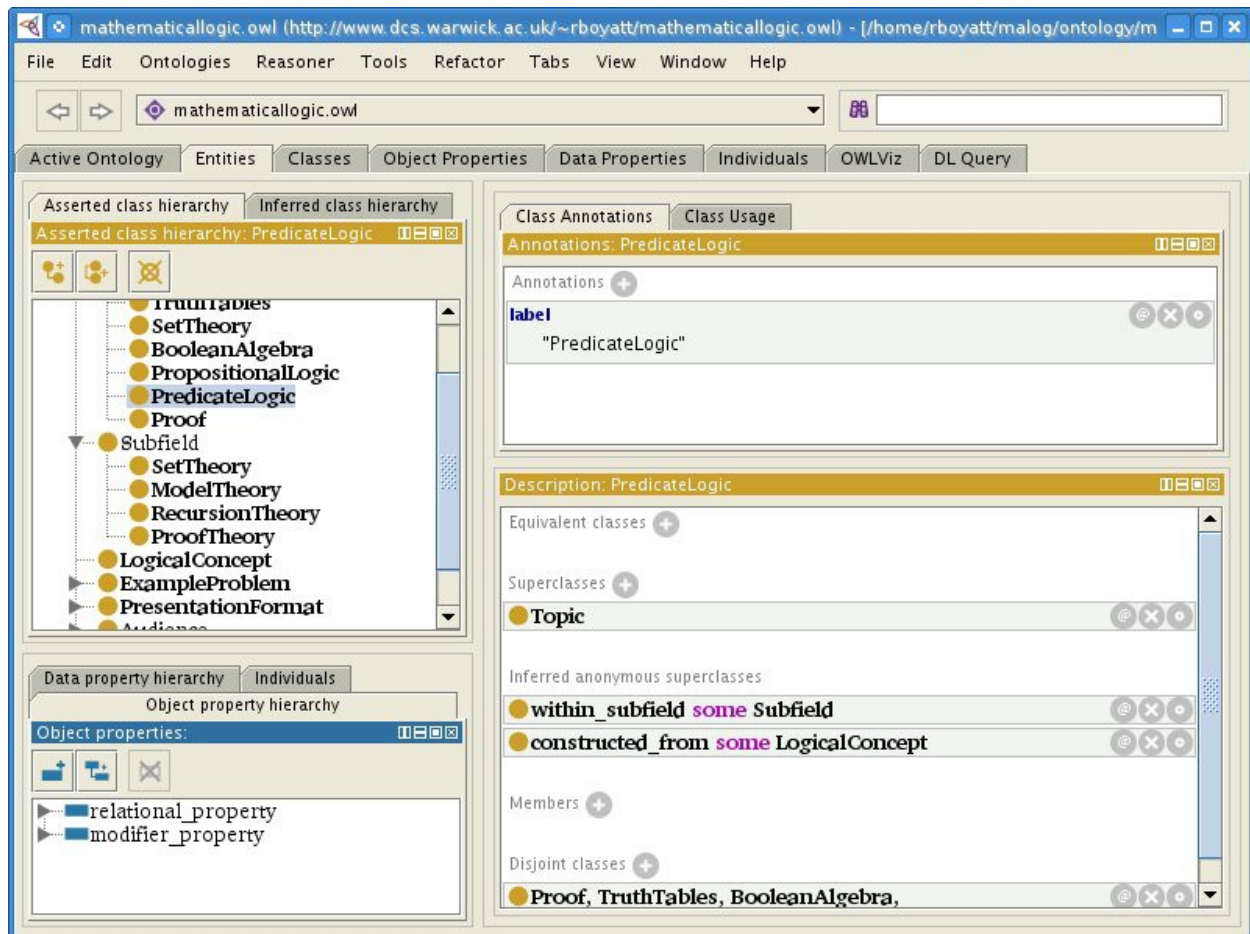 mathematicallogic.owl (http://www.dcs.warwick.ac.uk/~rboyatt/mathematicallogic.owl) - [/home/rboyatt/malog/ontology/m
File Edit Ontologies Reasoner Tools Refactor Tabs View Window Help
mathematicallogic.owl
Active Ontology Entities Classes Object Properties Data Properties Individuals OWLViz DL Query
Asserted class hierarchy Inferred class hierarchy
Asserted class hierarchy: PredicateLogic
TruthTables
SetTheory
BooleanAlgebra
PropositionalLogic
PredicateLogic
Proof
Subfield
SetTheory
ModelTheory
RecursionTheory
ProofTheory
LogicalConcept
ExampleProblem
PresentationFormat
Audience
Data property hierarchy Individuals
Object property hierarchy
Object properties:
relational_property
modifier_property
Class Annotations Class Usage
Annotations: PredicateLogic
Annotations
label
"PredicateLogic"
Description: PredicateLogic
Equivalent classes
Superclasses
Topic
Inferred anonymous superclasses
within_subfield some Subfield
constructed_from some LogicalConcept
Members
Disjoint classes
Proof, TruthTables, BooleanAlgebra,